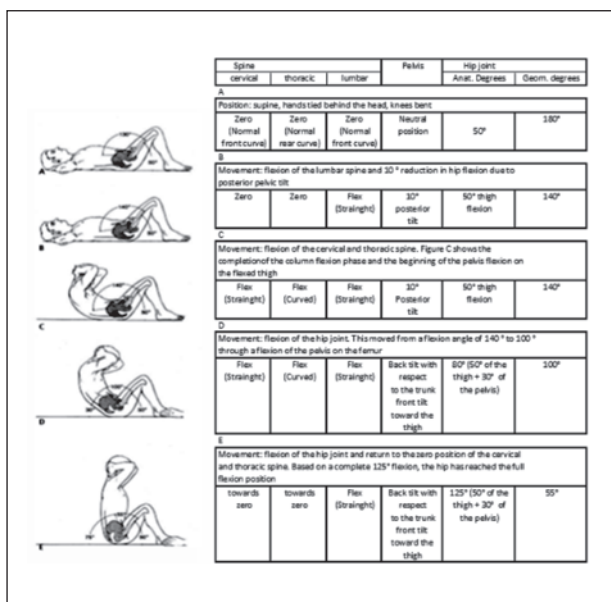 Spine Pelvis Hip joint
cervical thoracic lumbar Anat. Degrees Geom. degrees
A
Position: supine, hands tied behind the head, knees bent
Zero Zero Zero Neutral 180°
(Normal (Normal (Normal position 50°
front curve) rear curve) front curve)
B
Movement: flexion of the lumbar spine and 10° reduction in hip flexion due to
posterior pelvic tilt
Zero Zero Flex 10° 50° thigh 140°
(Strainght) posterior flexion
tilt
C
Movement: flexion of the cervical and thoracic spine. Figure C shows the
completionof the column flexion phase and the beginning of the pelvis flexion on
the flexed thigh
Flex Flex Flex 10° 50° thigh 140°
(Strainght) (Curved) (Strainght) Posterior flexion
tilt
D
Movement: flexion of the hip joint. This moved from a flexion angle of 140° to 100°
through a flexion of the pelvis on the femur
Flex Flex Flex Back tilt with 80° (50° of the 100°
(Strainght) (Curved) (Strainght) respect thigh + 30° of
to the trunk the pelvis)
front tilt
toward the
thigh
E
Movement: flexion of the hip joint and return to the zero position of the cervical
and thoracic spine. Based on a complete 125° flexion, the hip has reached the full
flexion position
towards towards Flex Back tilt with 125° (50° of the 55°
zero zero (Strainght) respect thigh + 30° of
to the trunk the pelvis)
front tilt
toward the
thigh
A
B
C
D
E